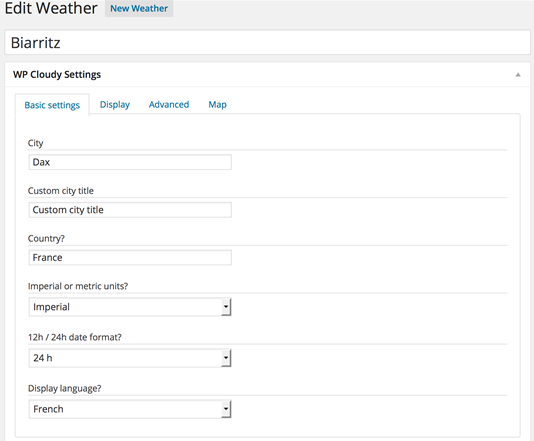 Edit Weather New Weather
Biarritz
WP Cloudy Settings
Basic settings Display Advanced Map
City
Dax
Custom city title
Custom city title
Country?
France
Imperial or metric units?
Imperial
12h / 24h date format?
24 h
Display language?
French